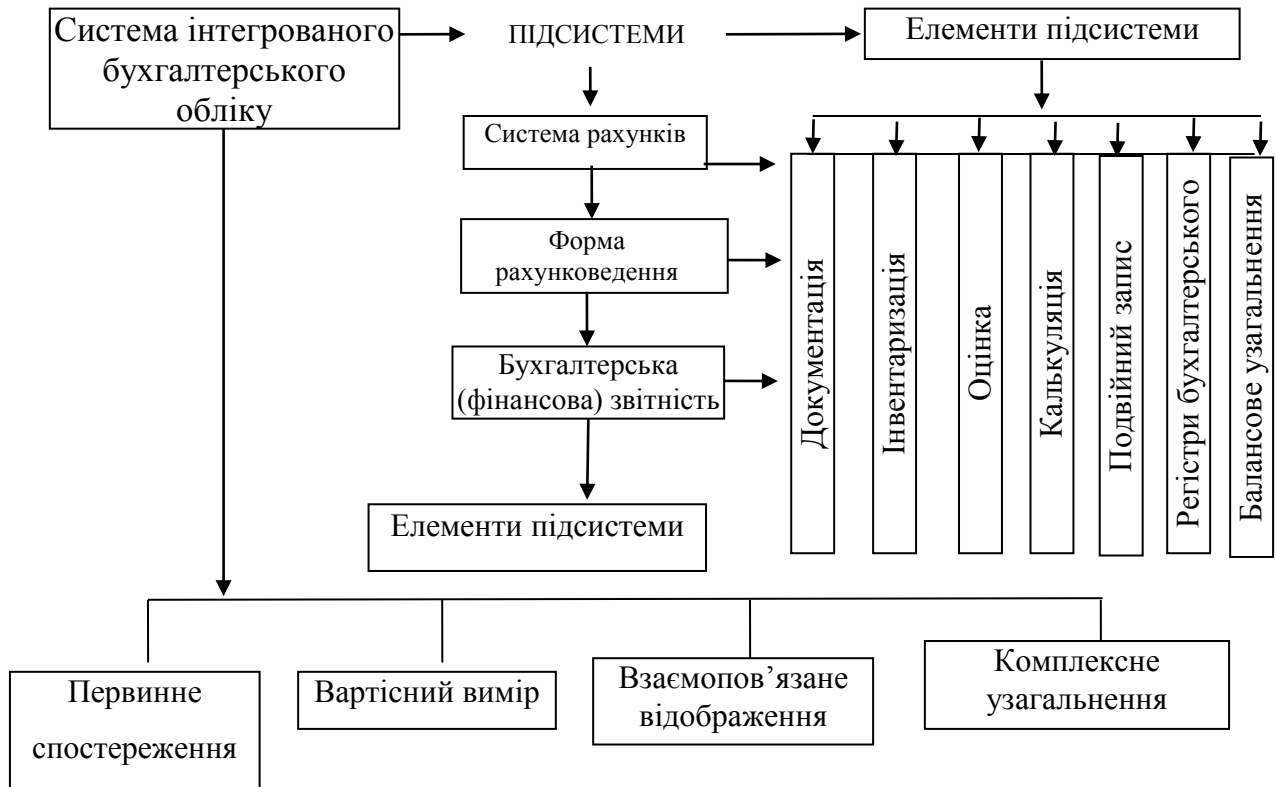 Система інтегрованого
бухгалтерського
обліку
ПІДСИСТЕМИ
Елементи підсистеми
Система рахунків
Форма
рахунковедення
Бухгалтерська
(фінансова) звітність
Елементи підсистеми
Документація
Інвентаризація
Оцінка
Калькуляція
Подвійний запис
Регістри бухгалтерського
Балансове узагальнення
Первинне
спостереження
Вартісний вимір
Взаємопов’язане
відображення
Комплексне
узагальнення